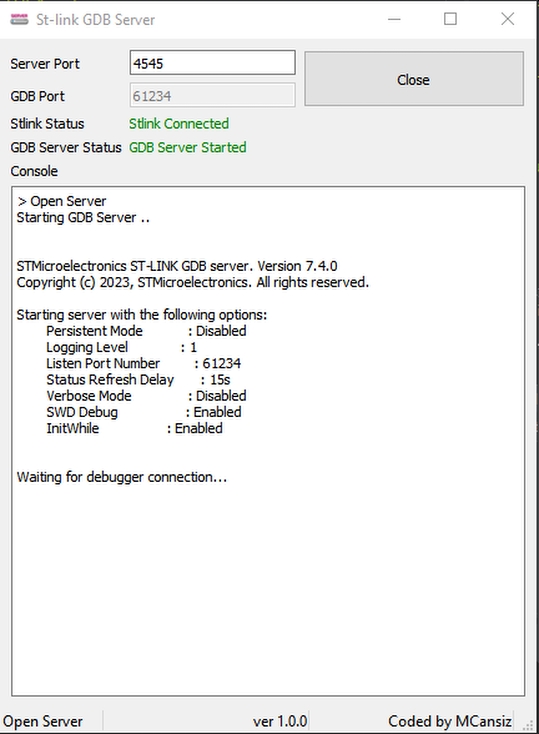 St-link GDB Server
Server Port 4545
Close
GDB Port 61234
Stlink Status Stlink Connected
GDB Server Status GDB Server Started
Console
> Open Server
Starting GDB Server ..
STMicroelectronics ST-LINK GDB server. Version 7.4.0
Copyright (c) 2023, STMicroelectronics. All rights reserved.
Starting server with the following options:
Persistent Mode : Disabled
Logging Level : 1
Listen Port Number : 61234
Status Refresh Delay : 15s
Verbose Mode : Disabled
SWD Debug : Enabled
InitWhile : Enabled
Waiting for debugger connection...
Open Server ver 1.0.0 Coded by MCansiz